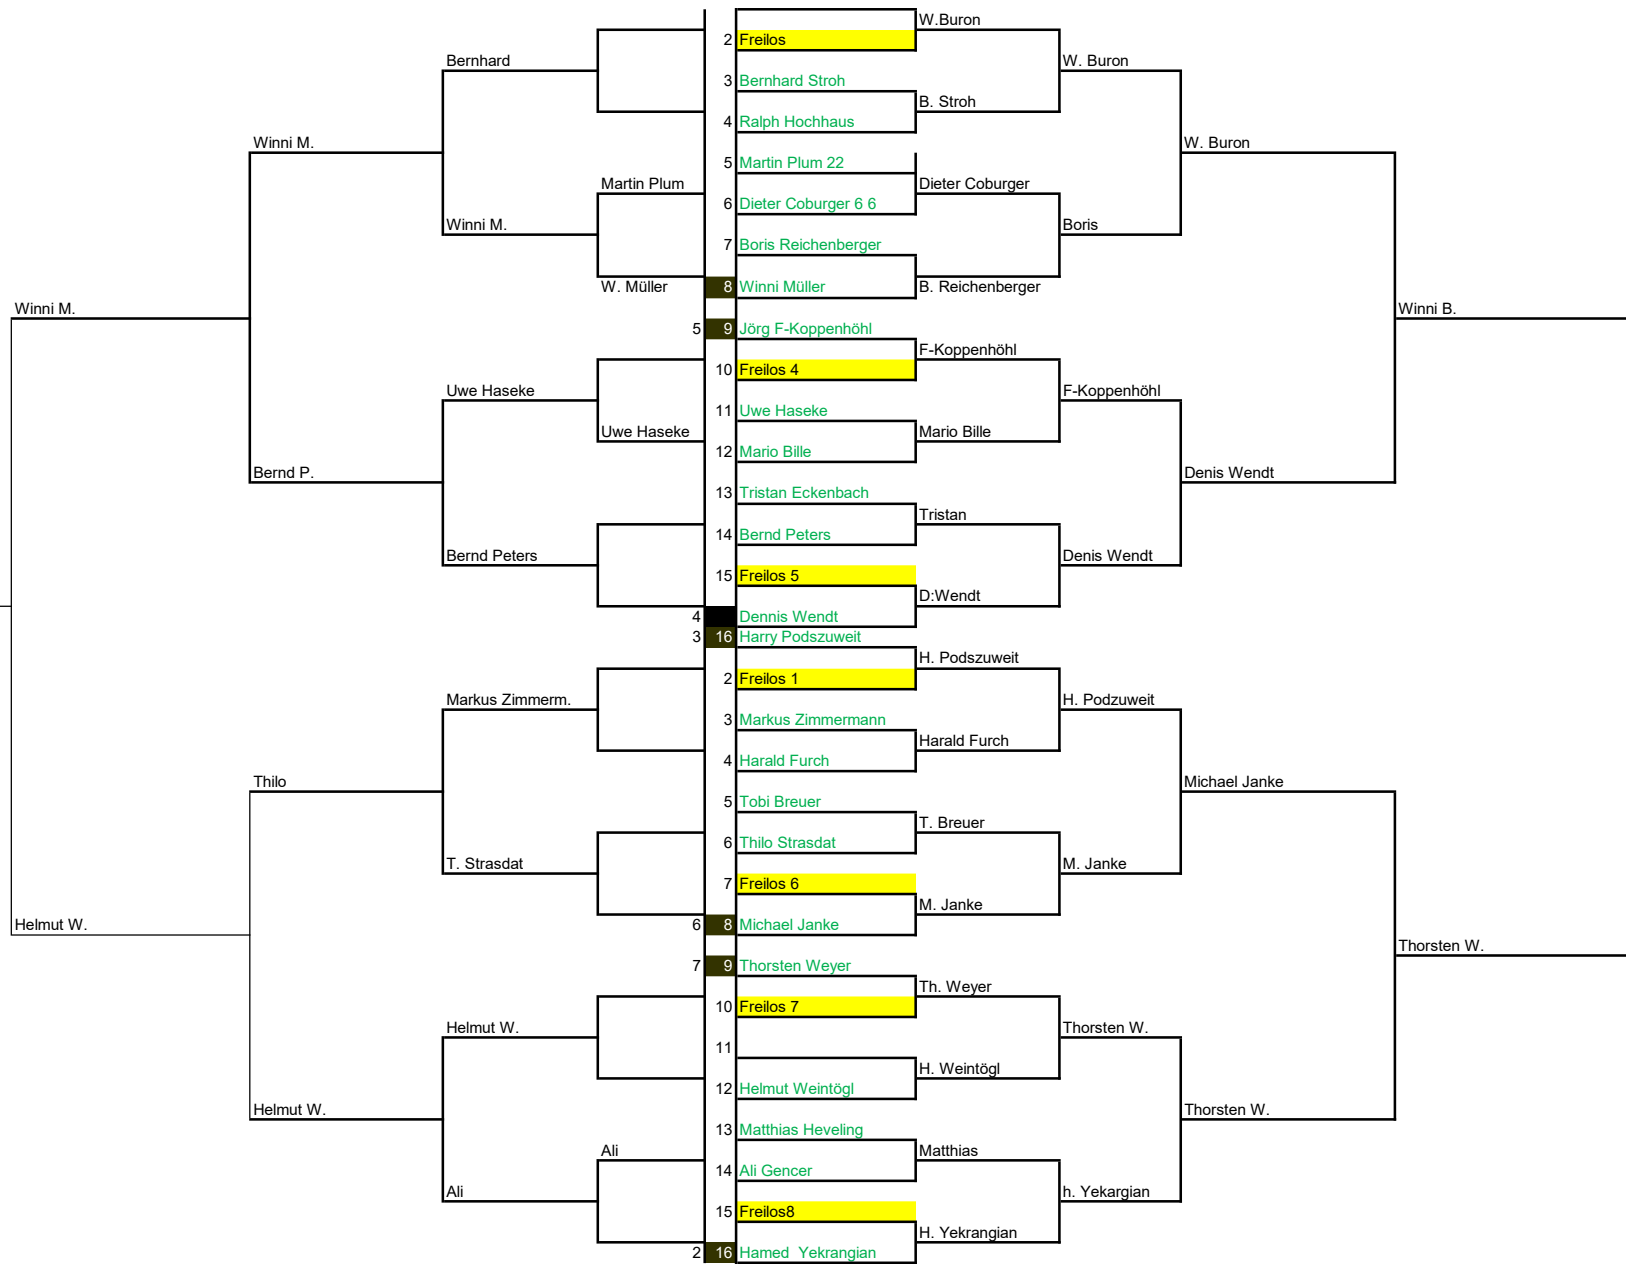 W.Buron
2 Freilos
Bernhard
W. Buron
3 Bernhard Stroh
B. Stroh
4 Ralph Hochhaus
Winni M.
W. Buron
5 Martin Plum 22
Martin Plum
Dieter Coburger
6 Dieter Coburger 6 6
Winni M.
Boris
7 Boris Reichenberger
W. Müller
8 Winni Müller
B. Reichenberger
Winni M.
Winni B.
5 9 Jörg F-Koppenhöhl
F-Koppenhöhl
10 Freilos 4
Uwe Haseke
F-Koppenhöhl
11 Uwe Haseke
Uwe Haseke
Mario Bille
12 Mario Bille
Bernd P.
Denis Wendt
13 Tristan Eckenbach
Tristan
14 Bernd Peters
Bernd Peters
Denis Wendt
15 Freilos 5
D:Wendt
4 Dennis Wendt
3 16 Harry Podszuweit
H. Podszuweit
2 Freilos 1
Markus Zimmerm.
H. Podzuweit
3 Markus Zimmermann
Harald Furch
4 Harald Furch
Thilo
Michael Janke
5 Tobi Breuer
T. Breuer
6 Thilo Strasdat
T. Strasdat
M. Janke
7 Freilos 6
M. Janke
6 8 Michael Janke
Helmut W.
Thorsten W.
7 9 Thorsten Weyer
Th. Weyer
10 Freilos 7
Helmut W.
Thorsten W.
11
H. Weintögl
12 Helmut Weintögl
Helmut W.
Thorsten W.
13 Matthias Heveling
Ali
Matthias
14 Ali Gencer
Ali
h. Yekargian
15 Freilos8
H. Yekrangian
2 16 Hamed  Yekrangian